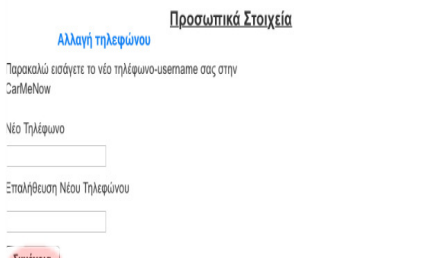 Προσωπικά Στοιχεία
Αλλαγή τηλεφώνου
Παρακαλώ εισάγετε το νέο τηλέφωνο-username σας στην
CarMeNow
Νέο Τηλέφωνο
Επαλήθευση Νέου Τηλεφώνου